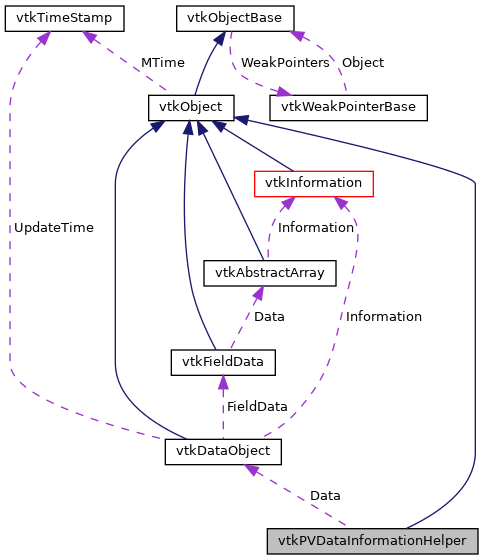 vtkTimeStamp
vtkObjectBase
MTime
WeakPointers
Object
vtkObject
vtkWeakPointerBase
vtkInformation
UpdateTime
Information
vtkAbstractArray
Data
Information
vtkFieldData
FieldData
vtkDataObject
Data
vtkPVDataInformationHelper